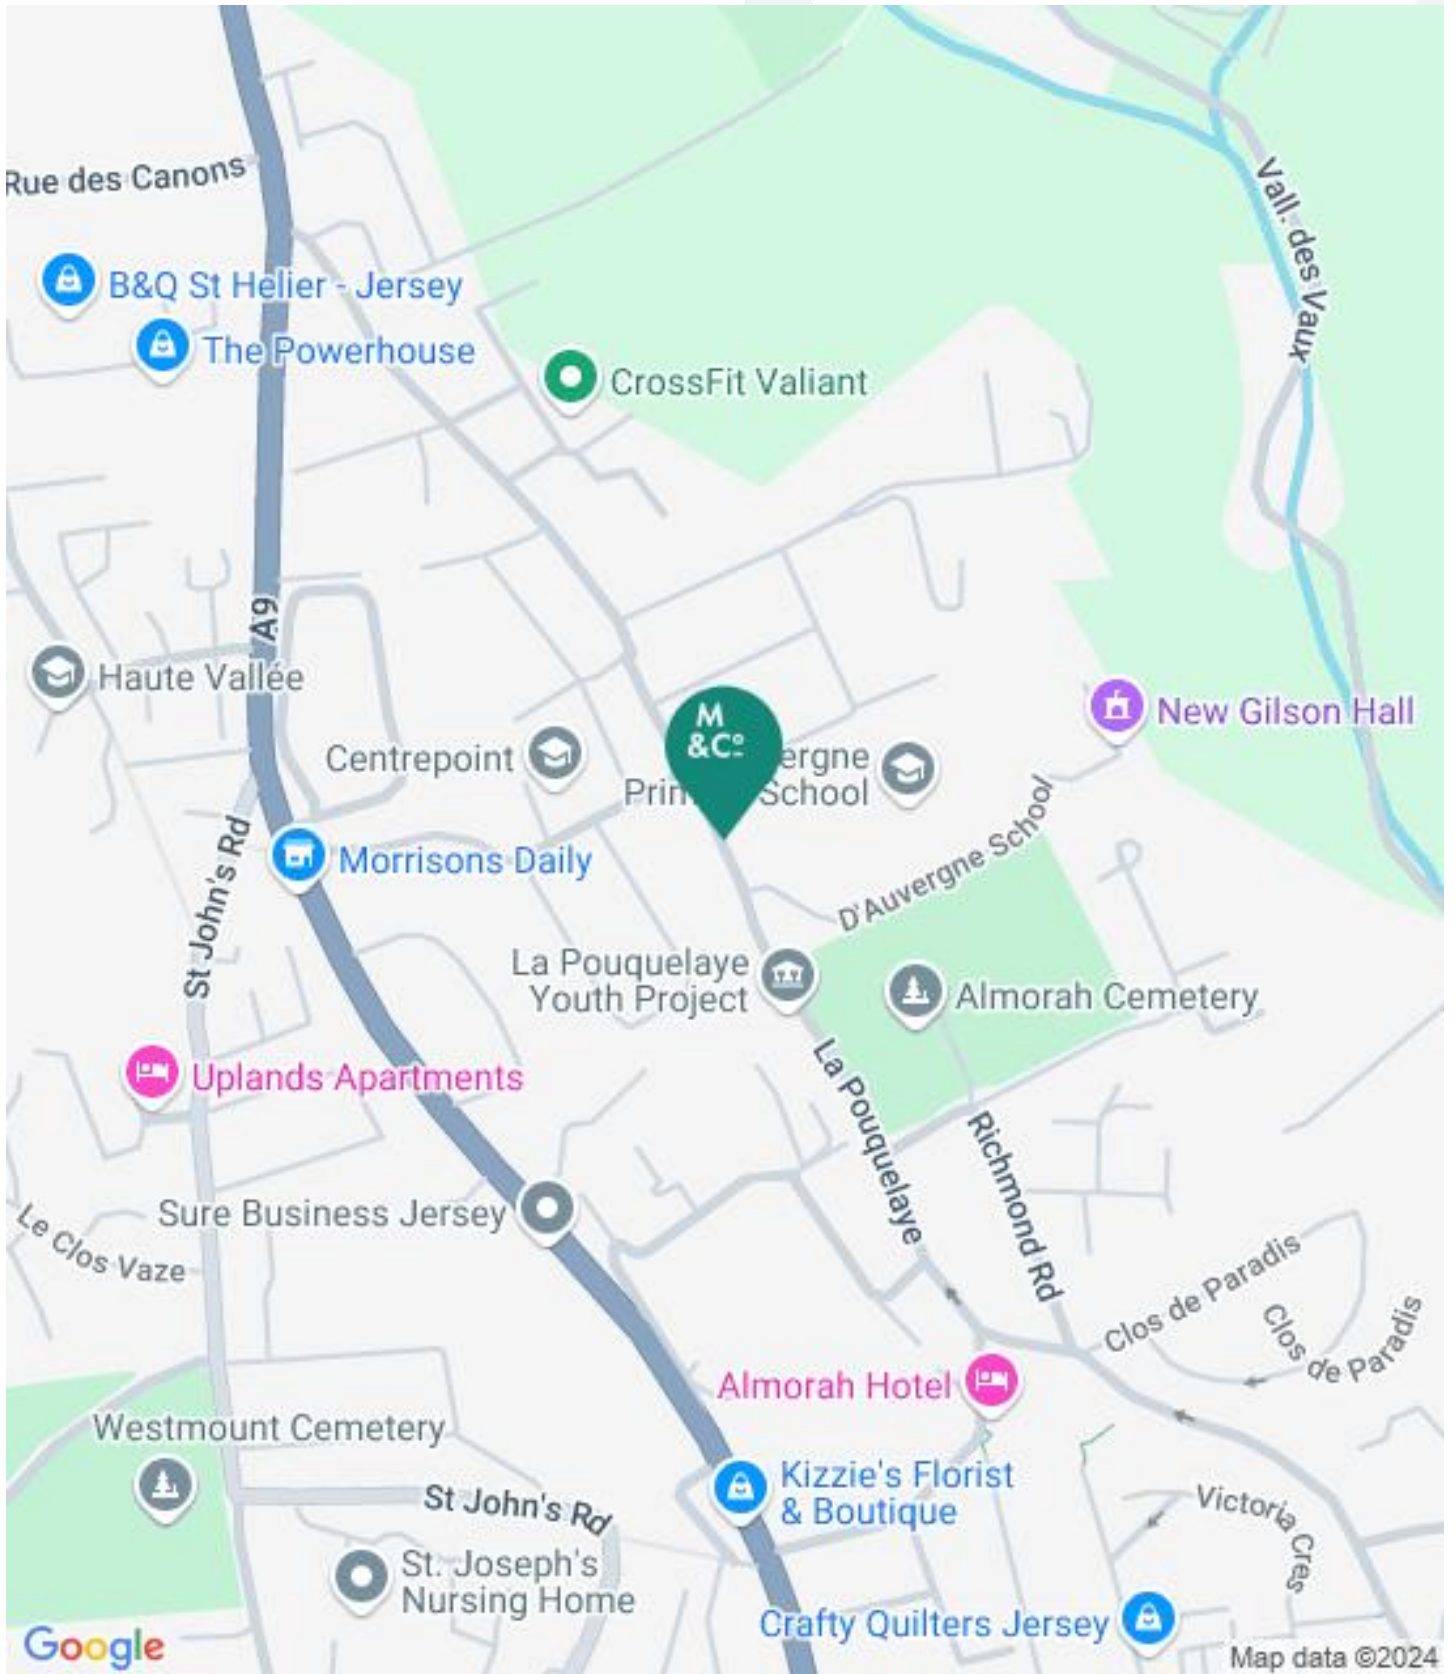 Rue des Canons
Vall. des Vaux
B&Q St Helier - Jersey
The Powerhouse
CrossFit Valiant
A9
Haute Vallée
M
&Co
New Gilson Hall
Centrepoint
School
D'Auvergne School
Morrisons Daily
St John's Rd
La Pouquelaye
Youth Project
Almorah Cemetery
Uplands Apartments
La Pouquelaye
Richmond Rd
Sure Business Jersey
Le Clos Vaze
Clos de Paradis
Clos de Paradis
Almorah Hotel
Westmount Cemetery
Kizzie's Florist
& Boutique
St John's Rd
Victoria Cres
St. Joseph's
Nursing Home
Crafty Quilters Jersey
Google
Map data ©2024